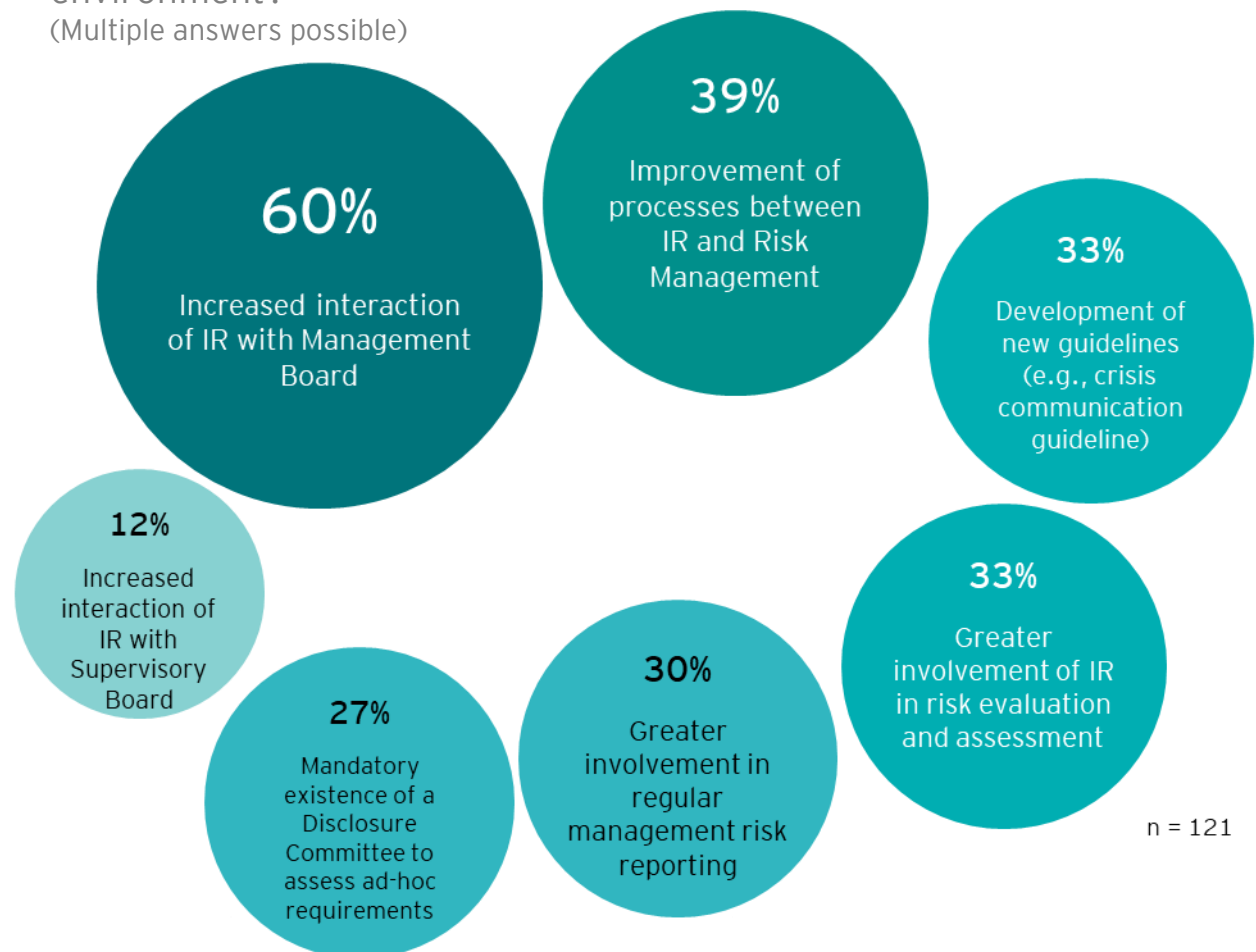 environment?
(Multiple answers possible)
60%
Increased interaction
of IR with Management
Board
39%
Improvement of
processes between
IR and Risk
Management
33%
Development of
new guidelines
(e.g., crisis
communication
guideline)
33%
Greater
involvement of IR
in risk evaluation
and assessment
30%
Greater
involvement in
regular
management risk
reporting
27%
Mandatory
existence of a
Disclosure
Committee to
assess ad-hoc
requirements
12%
Increased
interaction of
IR with
Supervisory
Board
n = 121